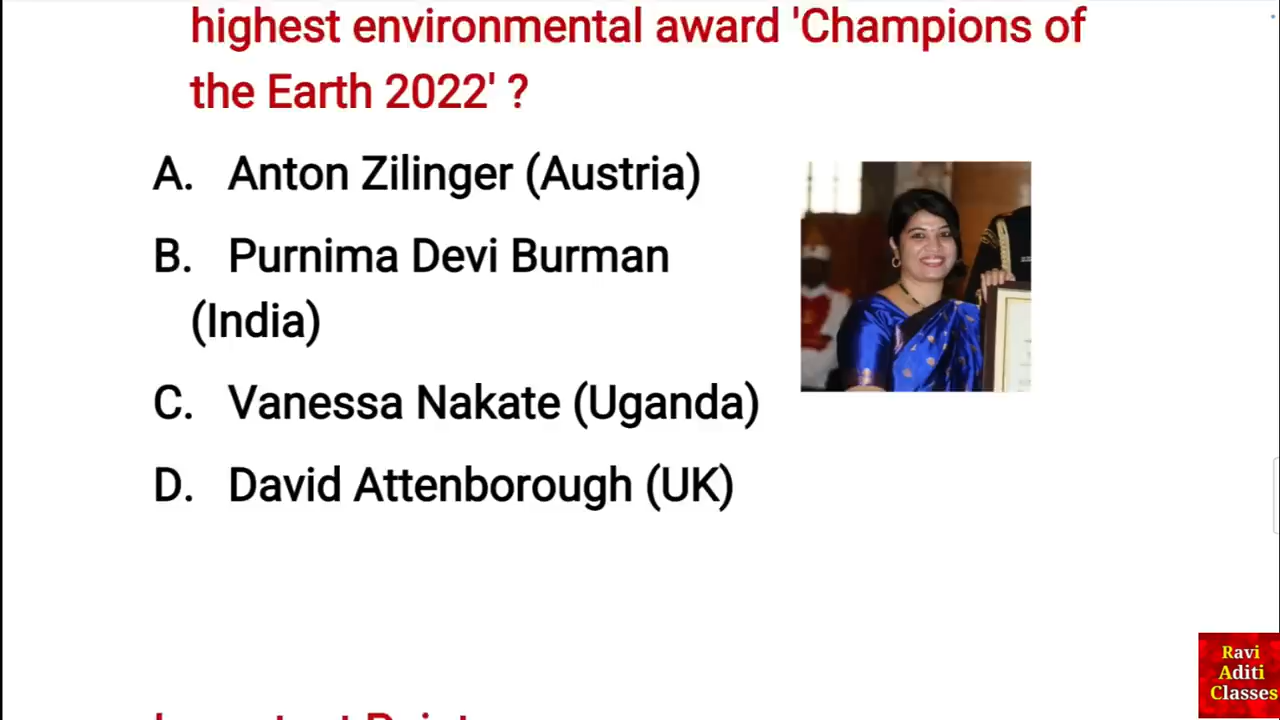 highest environmental award 'Champions of
the Earth 2022' ?
A. Anton Zilinger (Austria)
B. Purnima Devi Burman
(India)
C. Vanessa Nakate (Uganda)
D. David Attenborough (UK)
Ravi
Aditi
Classes